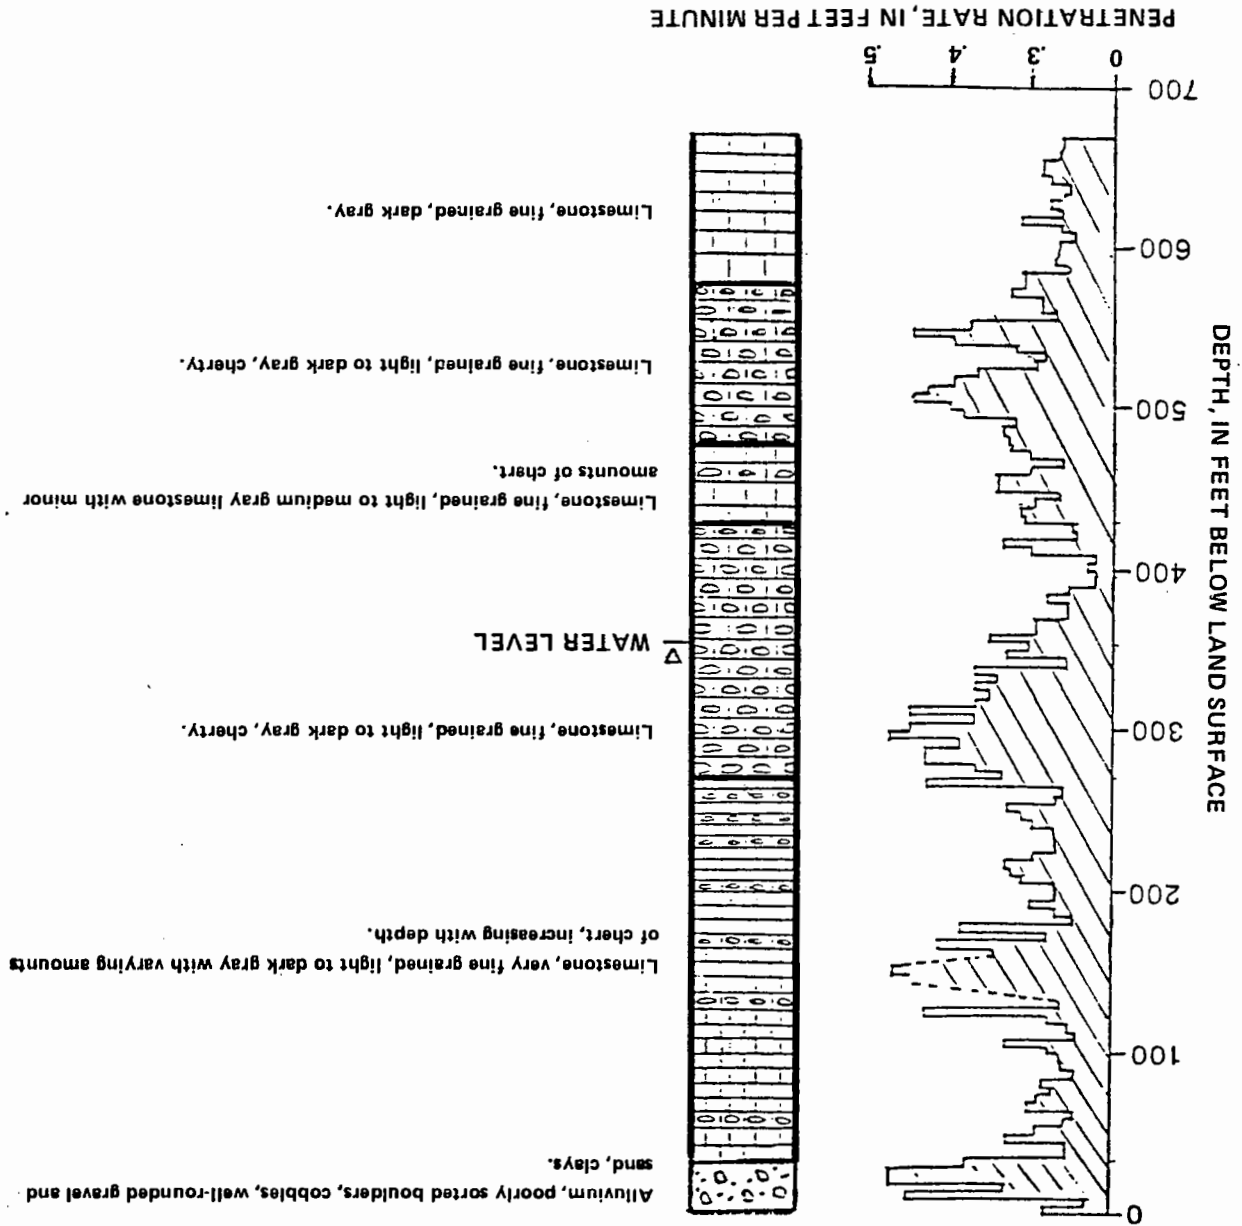 DEPTH, IN FEET BELOW LAND SURFACE
0
100
200
300
400
500
600
700
Alluvium, poorly sorted boulders, cobbles, well-rounded gravel and
sand, clays.
Limestone, very fine grained, light to dark gray with varying amounts
of chert, increasing with depth.
Limestone, fine grained, light to dark gray, cherty.
WATER LEVEL
Limestone, fine grained, light to medium gray limestone with minor
amounts of chert.
Limestone, fine grained, light to dark gray, cherty.
Limestone, fine grained, dark gray.
0 .3 .4 .5
PENETRATION RATE, IN FEET PER MINUTE